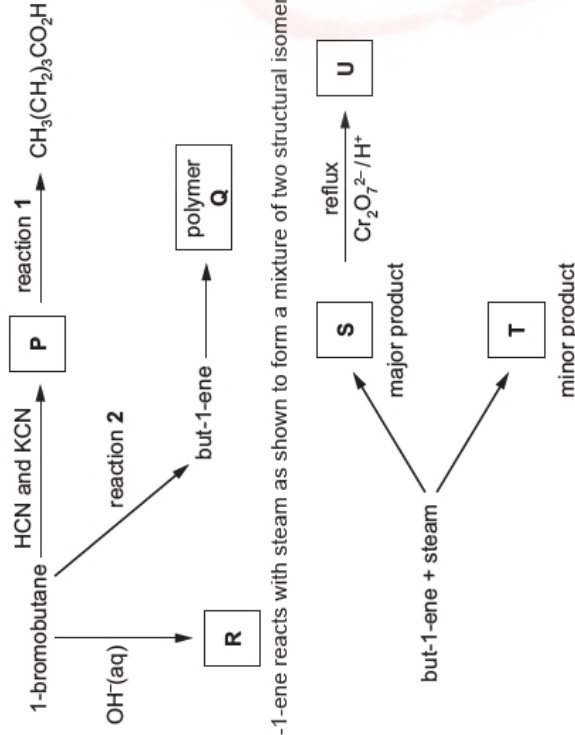 1-bromobutane
HCN and KCN
P
reaction 1
CH₃(CH₂)₃CO₂H
OH⁻(aq)
reaction 2
R
but-1-ene
polymer
Q
-1-ene reacts with steam as shown to form a mixture of two structural
but-1-ene + steam
S
major product
reflux
Cr₂O₇²⁻/H⁺
U
T
minor product